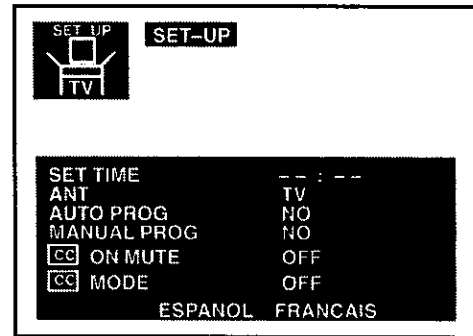 SET UP
TV
SET-UP
SET TIME -- : --
ANT TV
AUTO PROG NO
MANUAL PROG NO
CC ON MUTE OFF
CC MODE OFF
ESPANOL FRANCAIS